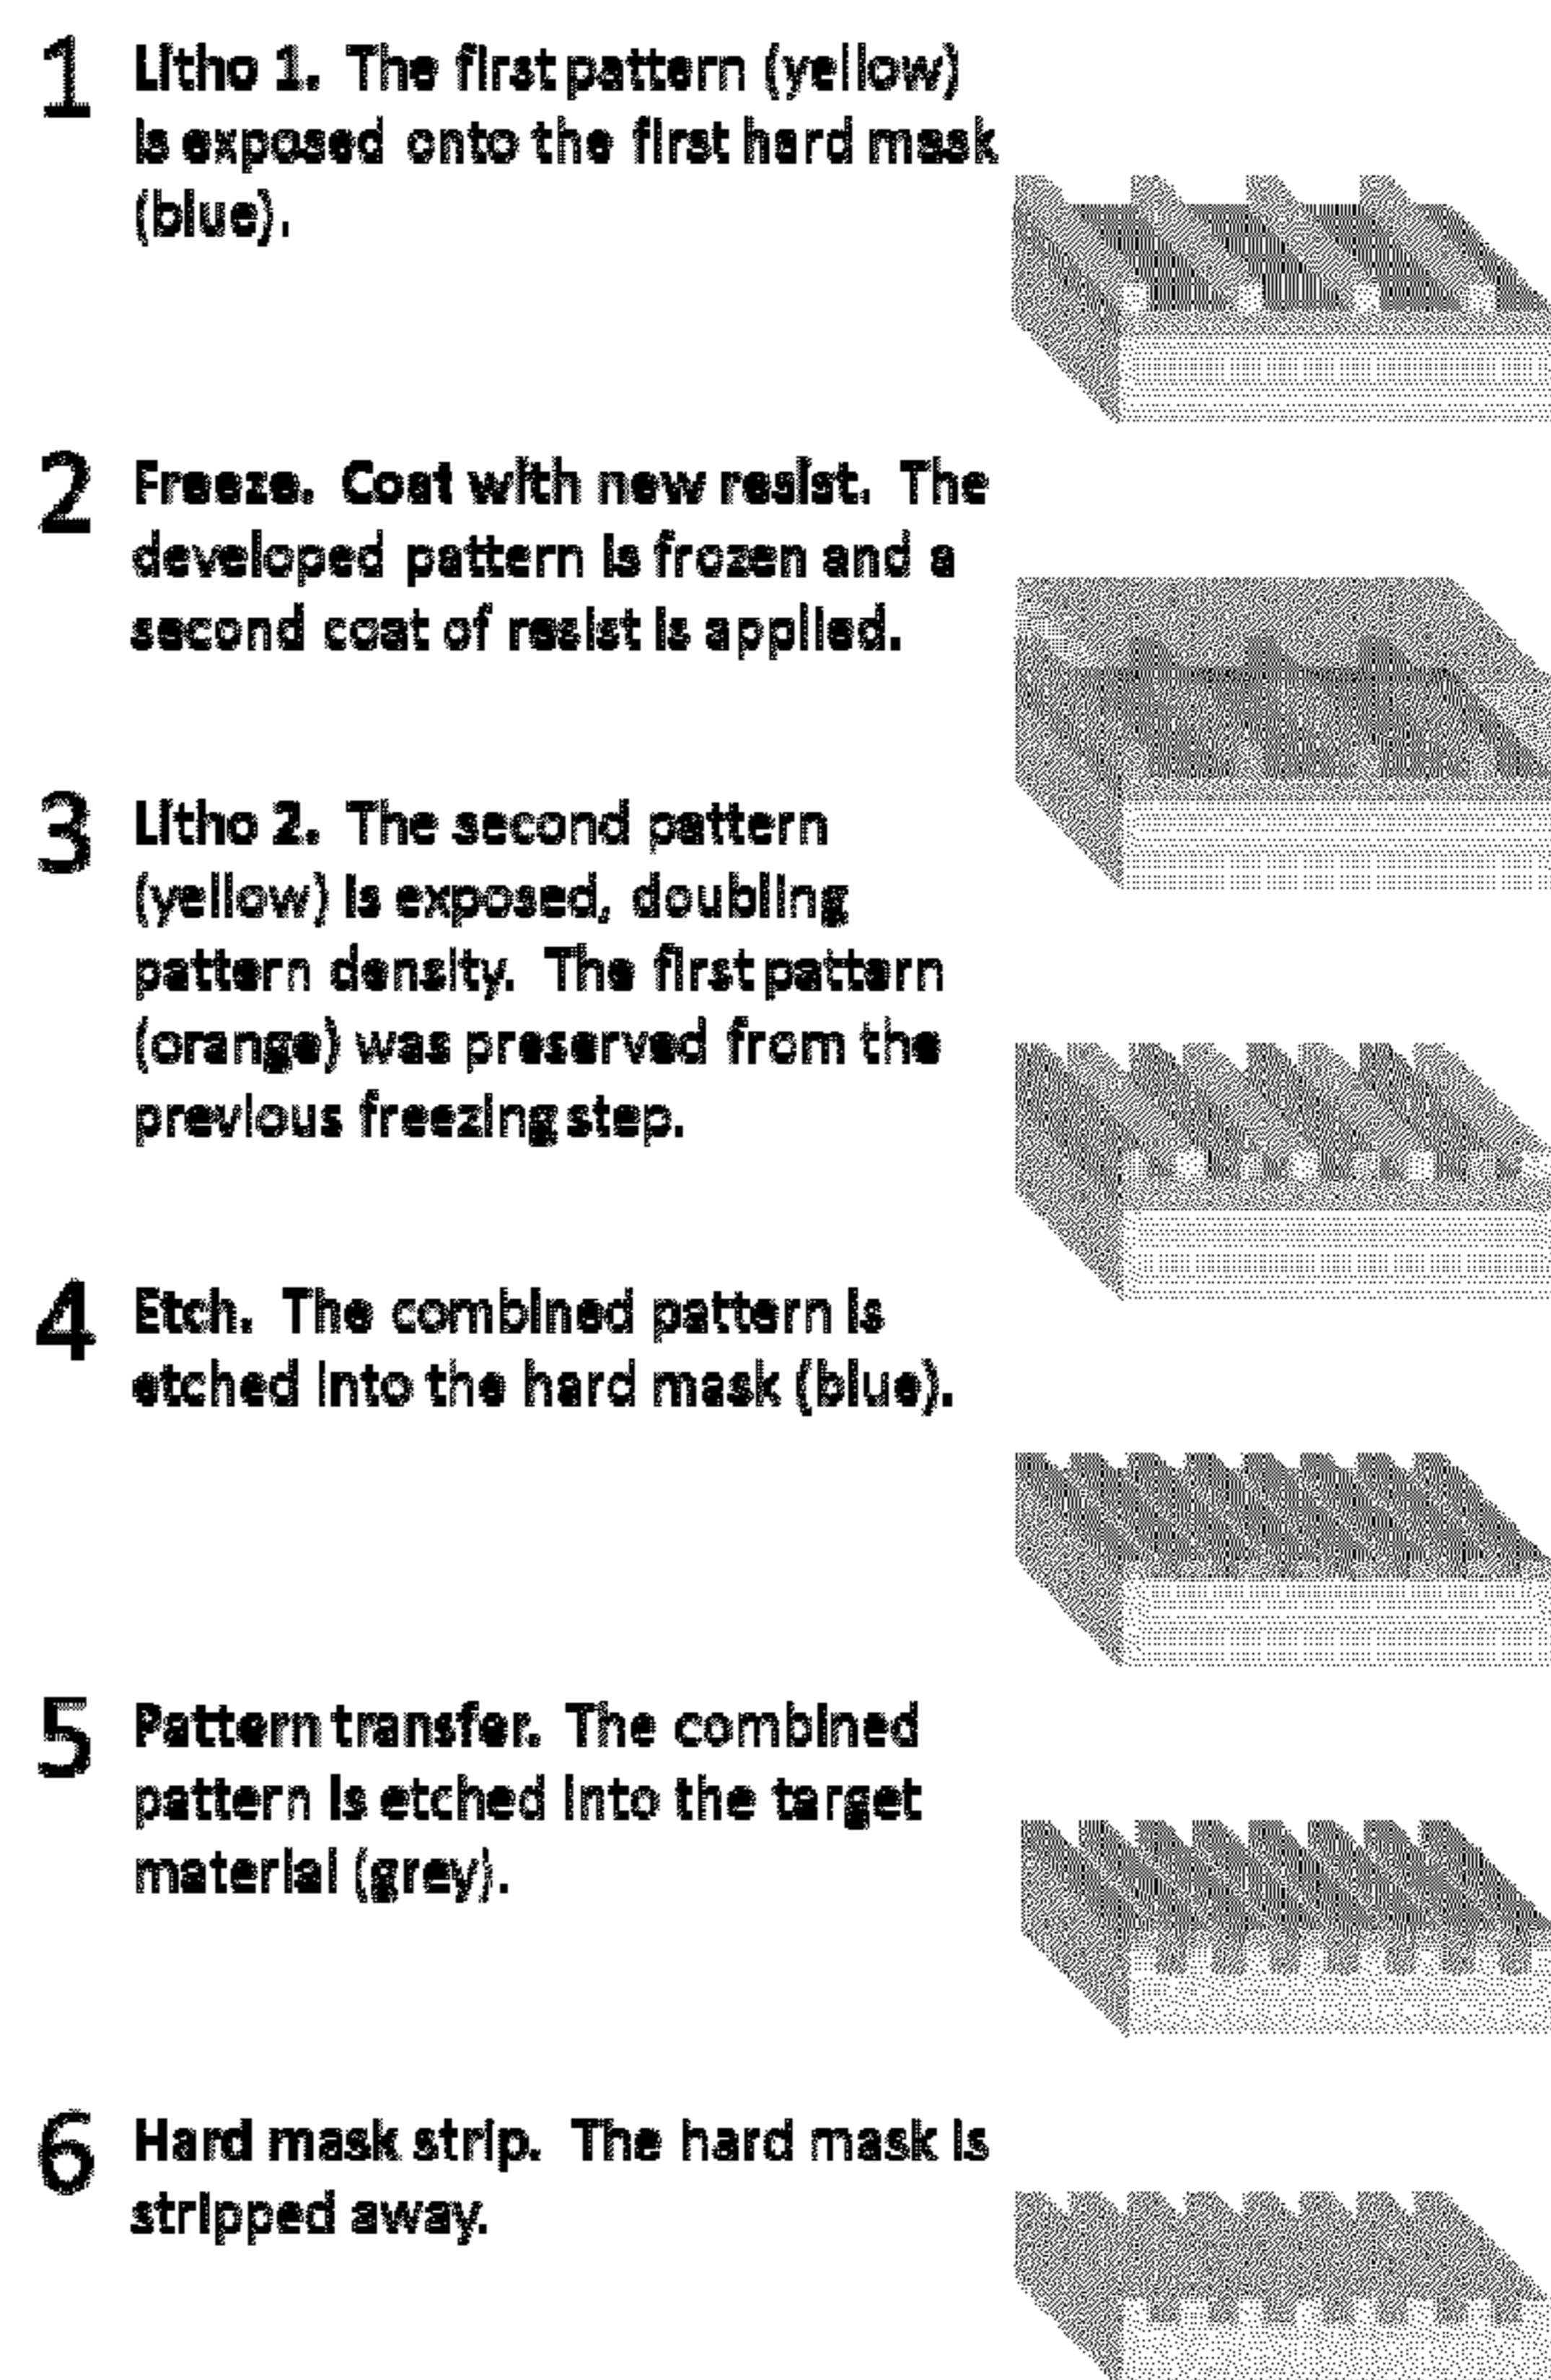 1 Litho 1. The first pattern (yellow)
is exposed onto the first hard mask
(blue).
2 Freeze. Coat with new resist. The
developed pattern is frozen and a
second coat of resist is applied.
3 Litho 2. The second pattern
(yellow) is exposed, doubling
pattern density. The first pattern
(orange) was preserved from the
previous freezing step.
4 Etch. The combined pattern is
etched into the hard mask (blue).
5 Pattern transfer. The combined
pattern is etched into the target
material (grey).
6 Hard mask strip. The hard mask is
stripped away.